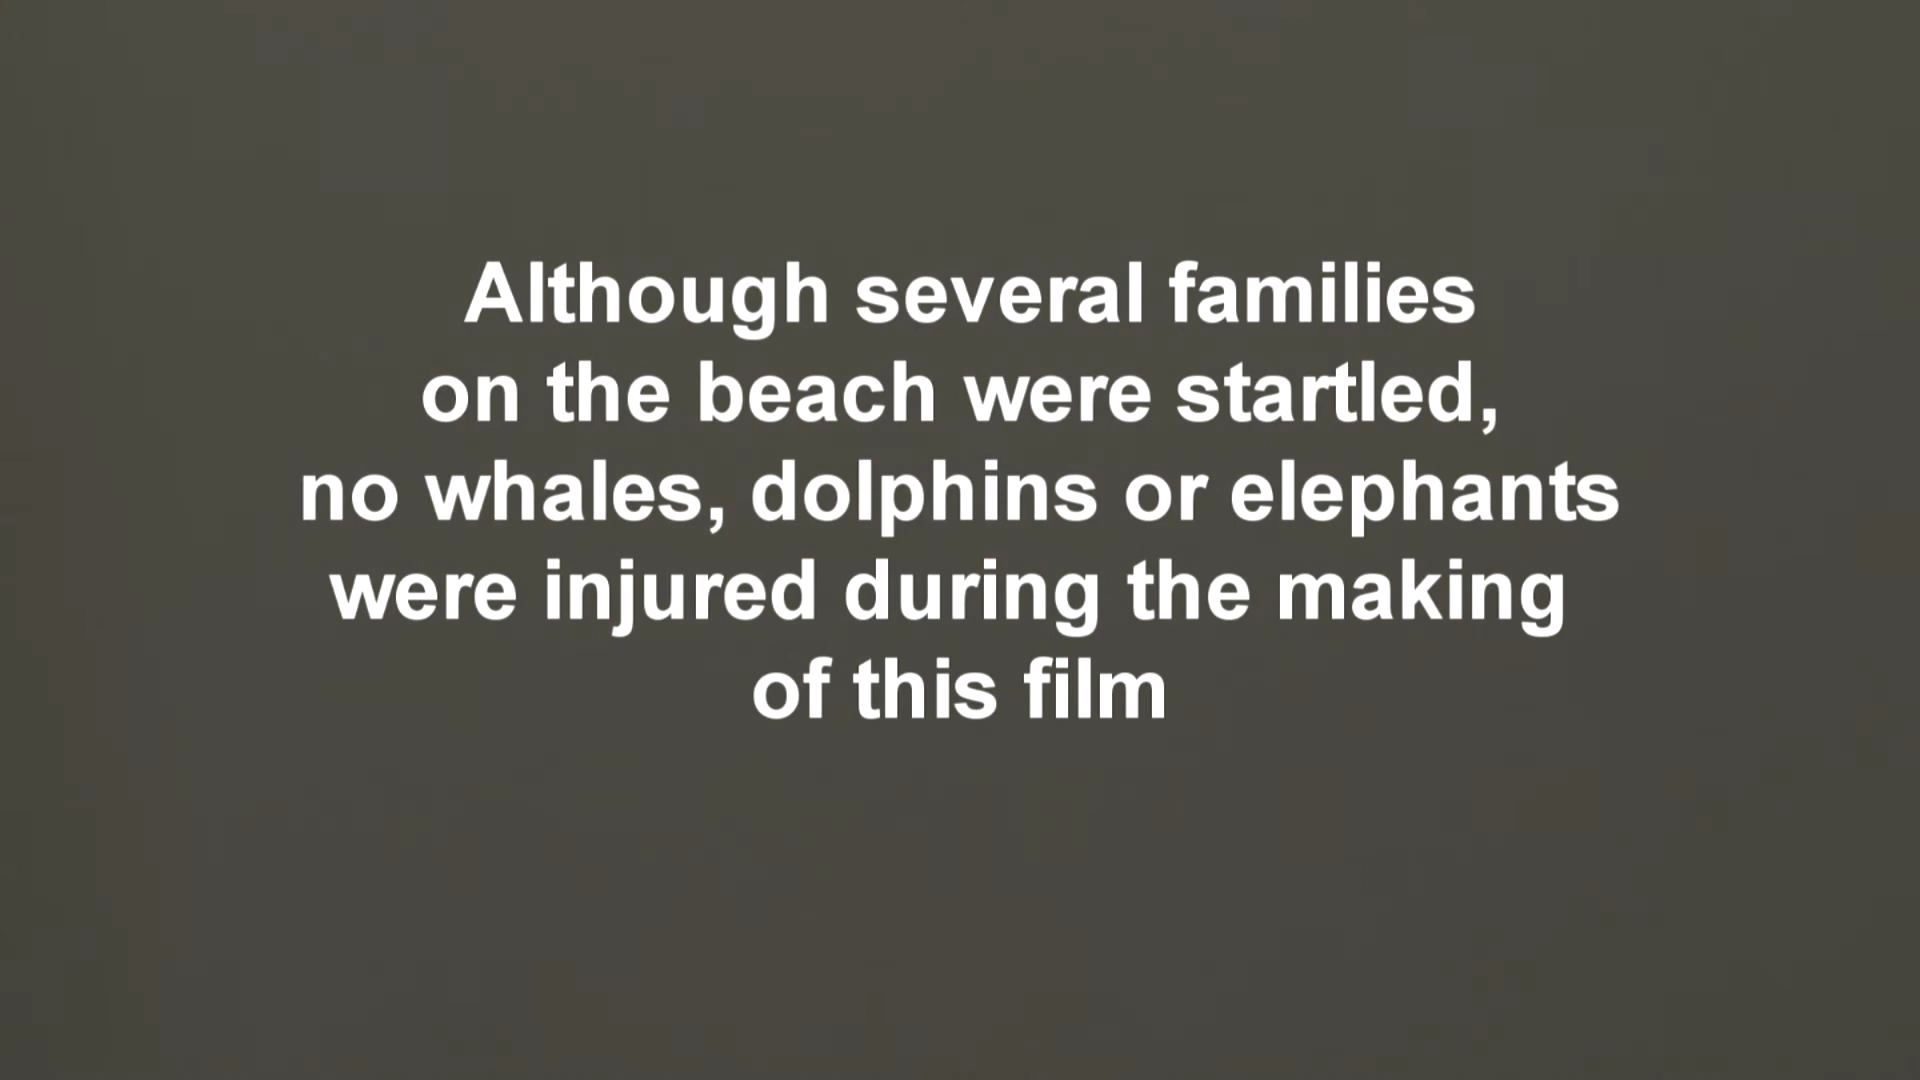 Although several families
on the beach were startled,
no whales, dolphins or elephants
were injured during the making
of this film